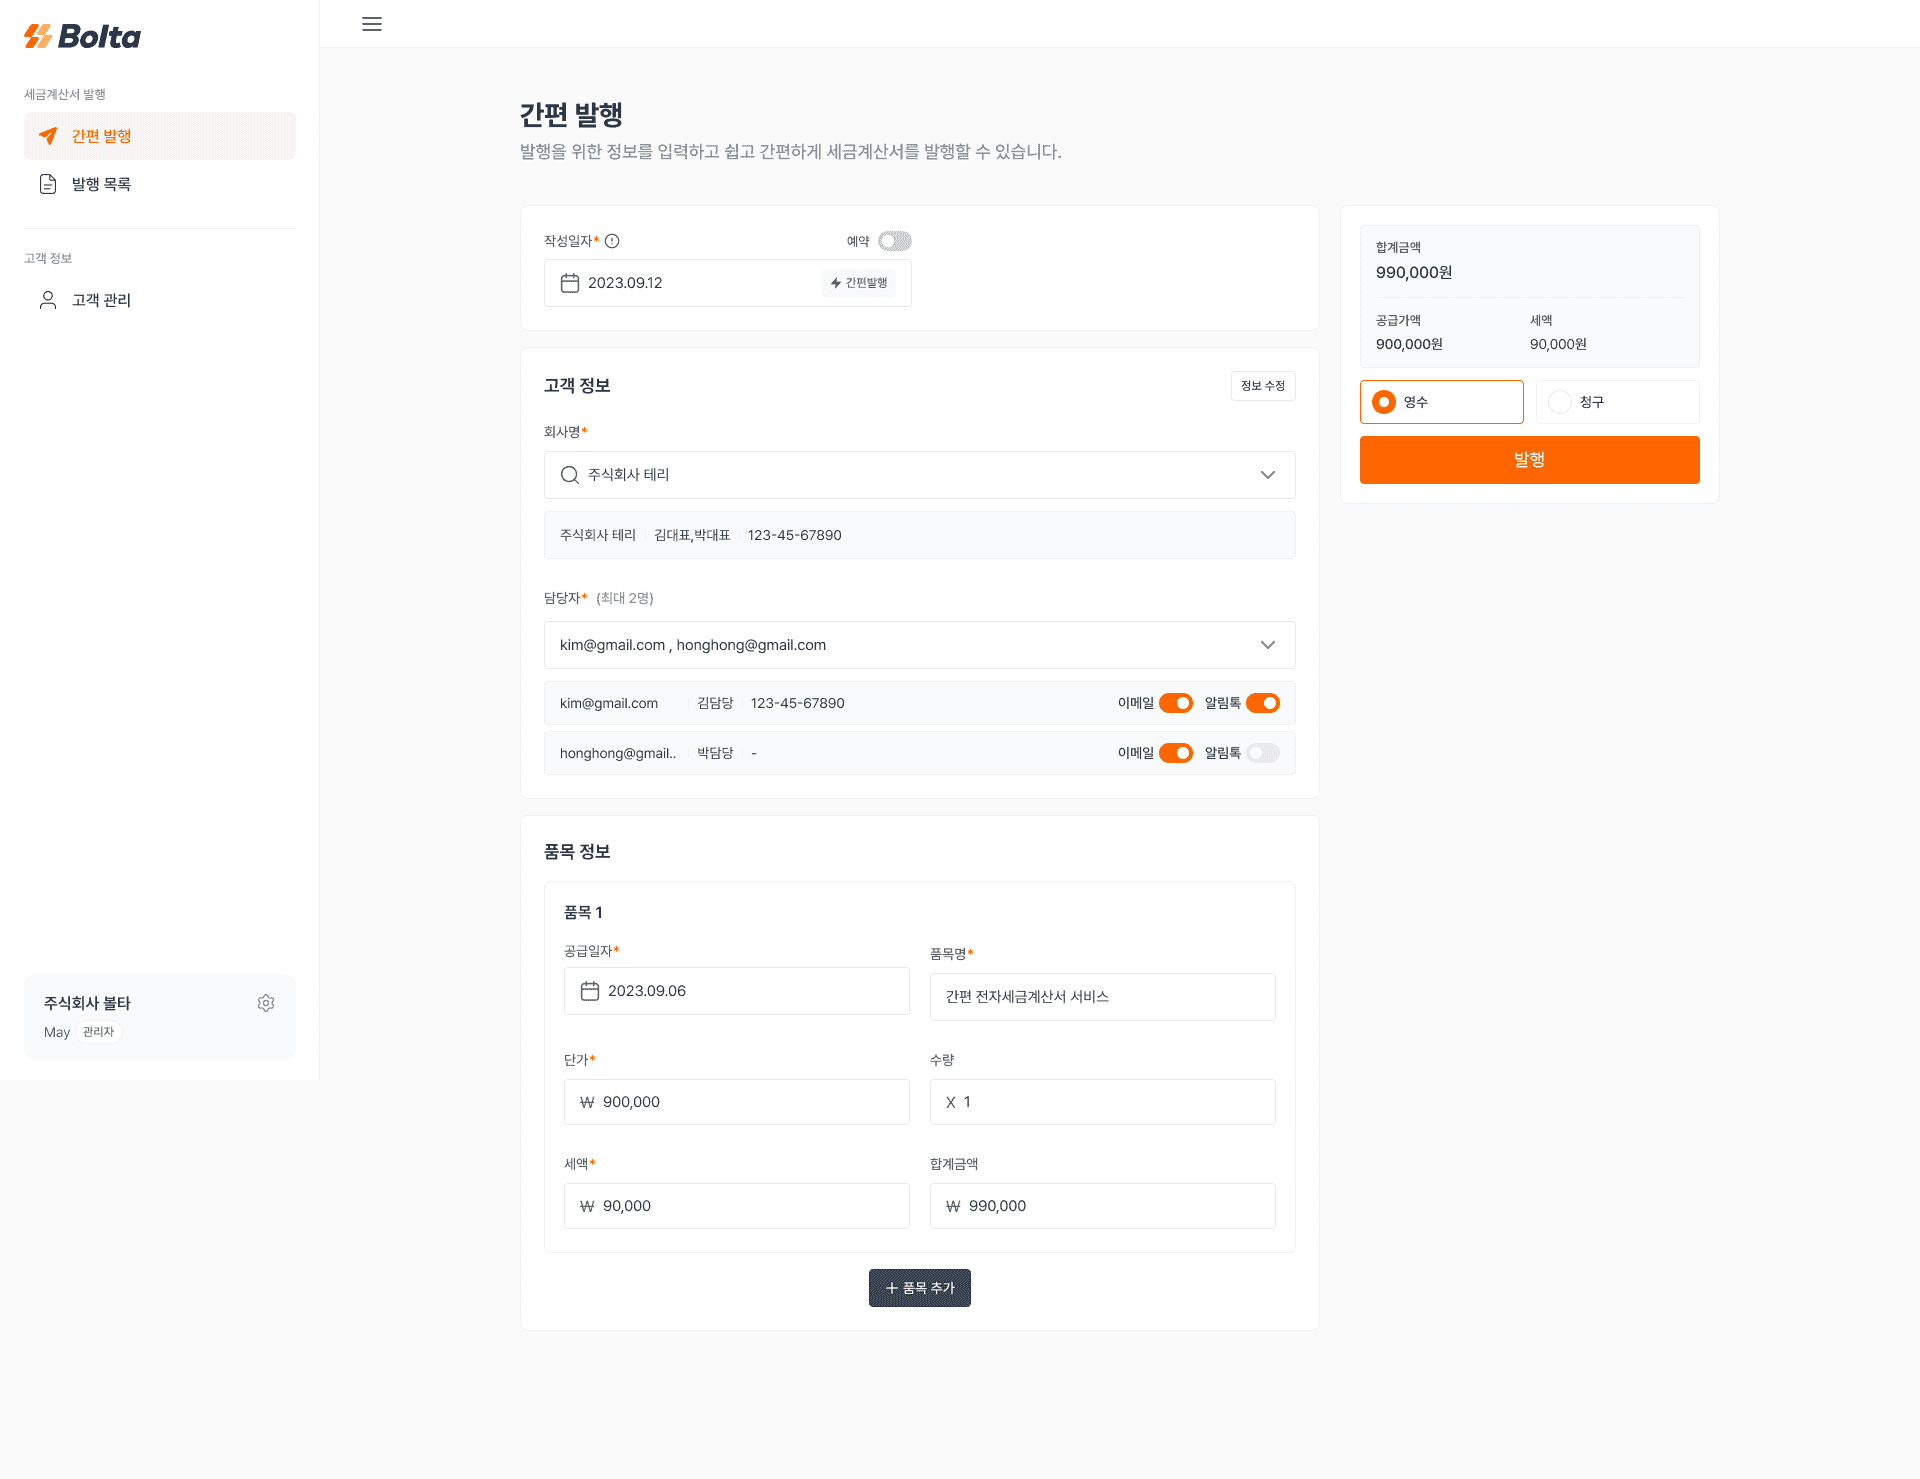 Bolta
세금계산서 발행
간편 발행
발행 목록
고객 정보
고객 관리
주식회사 볼타
May 관리자
간편 발행
발행을 위한 정보를 입력하고 쉽고 간편하게 세금계산서를 발행할 수 있습니다.
작성일자* 예약
2023.09.12 간편발행
고객 정보 정보 수정
회사명*
주식회사 테리
주식회사 테리 김대표,박대표 123-45-67890
담당자* (최대 2명)
kim@gmail.com , honghong@gmail.com
kim@gmail.com 김담당 123-45-67890 이메일 알림톡
honghong@gmail.. 박담당 - 이메일 알림톡
품목 정보
품목 1
공급일자* 품목명*
2023.09.06 간편 전자세금계산서 서비스
단가* 수량
₩ 900,000 X 1
세액* 합계금액
₩ 90,000 ₩ 990,000
+ 품목 추가
합계금액
990,000원
공급가액 세액
900,000원 90,000원
영수 청구
발행